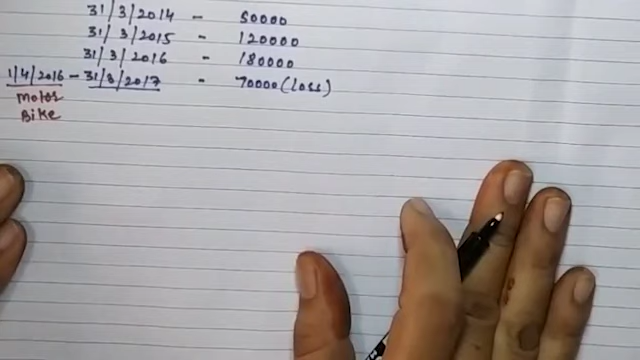 31/3/2014 - 50000
31/3/2015 - 120000
31/3/2016 - 180000
1/4/2016 - 31/3/2017 - 70000 (Loss)
Motor
Bike